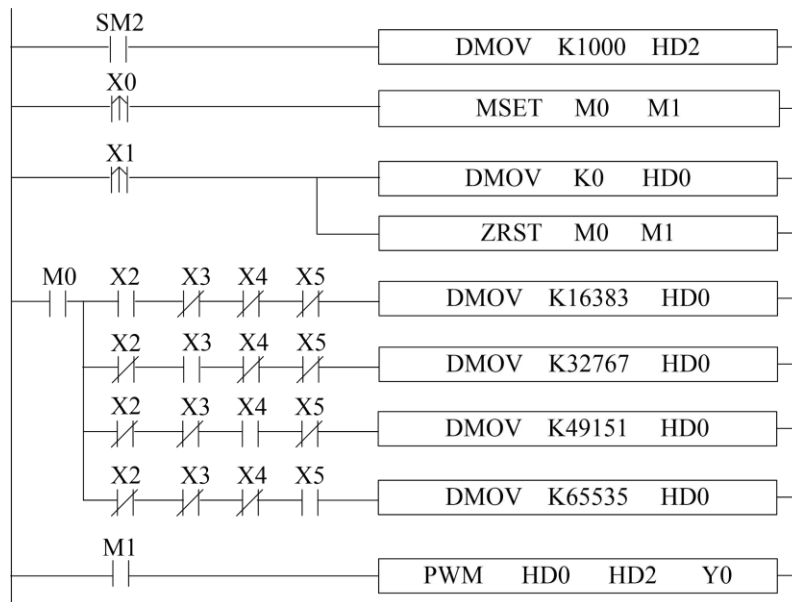 SM2
DMOV K1000 HD2
X0
MSET M0 M1
X1
DMOV K0 HD0
ZRST M0 M1
M0 X2 X3 X4 X5
DMOV K16383 HD0
X2 X3 X4 X5
DMOV K32767 HD0
X2 X3 X4 X5
DMOV K49151 HD0
X2 X3 X4 X5
DMOV K65535 HD0
M1
PWM HD0 HD2 Y0